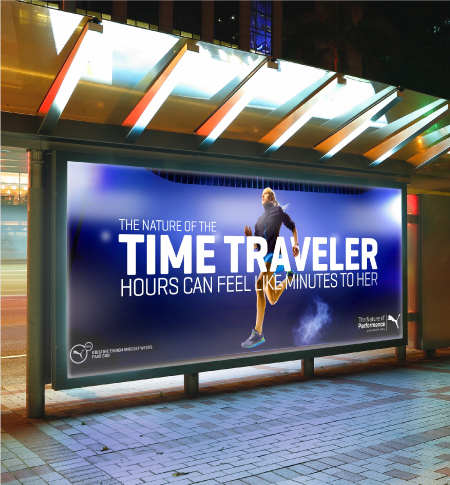 THE NATURE OF THE
TIME TRAVELER
HOURS CAN FEEL LIKE MINUTES TO HER
The Nature of
Performance